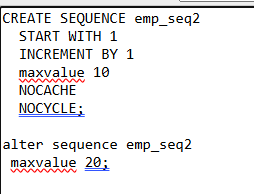 CREATE SEQUENCE emp_seq2
START WITH 1
INCREMENT BY 1
maxvalue 10
NOCACHE
NOCYCLE;
alter sequence emp_seq2
maxvalue 20;